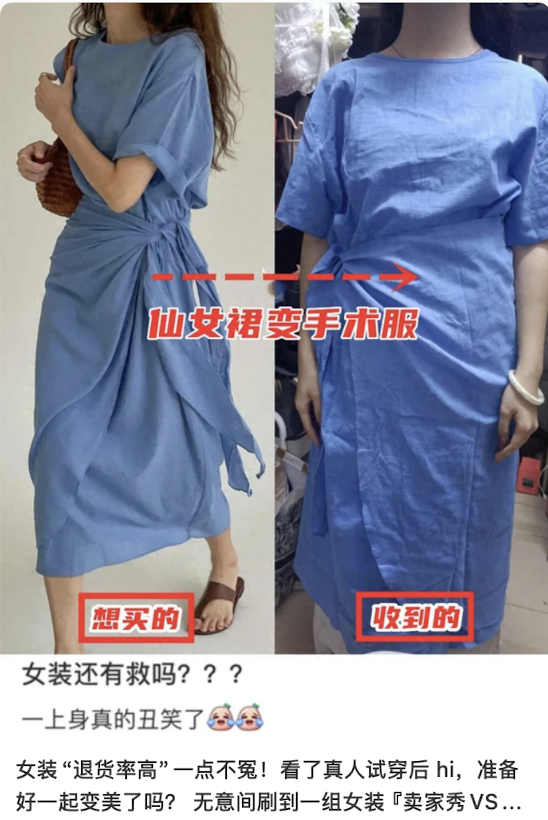 仙女裙变手术服
想买的
收到的
女装还有救吗？？？
一上身真的丑笑了
女装“退货率高”一点不冤！看了真人试穿后 hi，准备
好一起变美了吗？ 无意间刷到一组女装『卖家秀 VS...